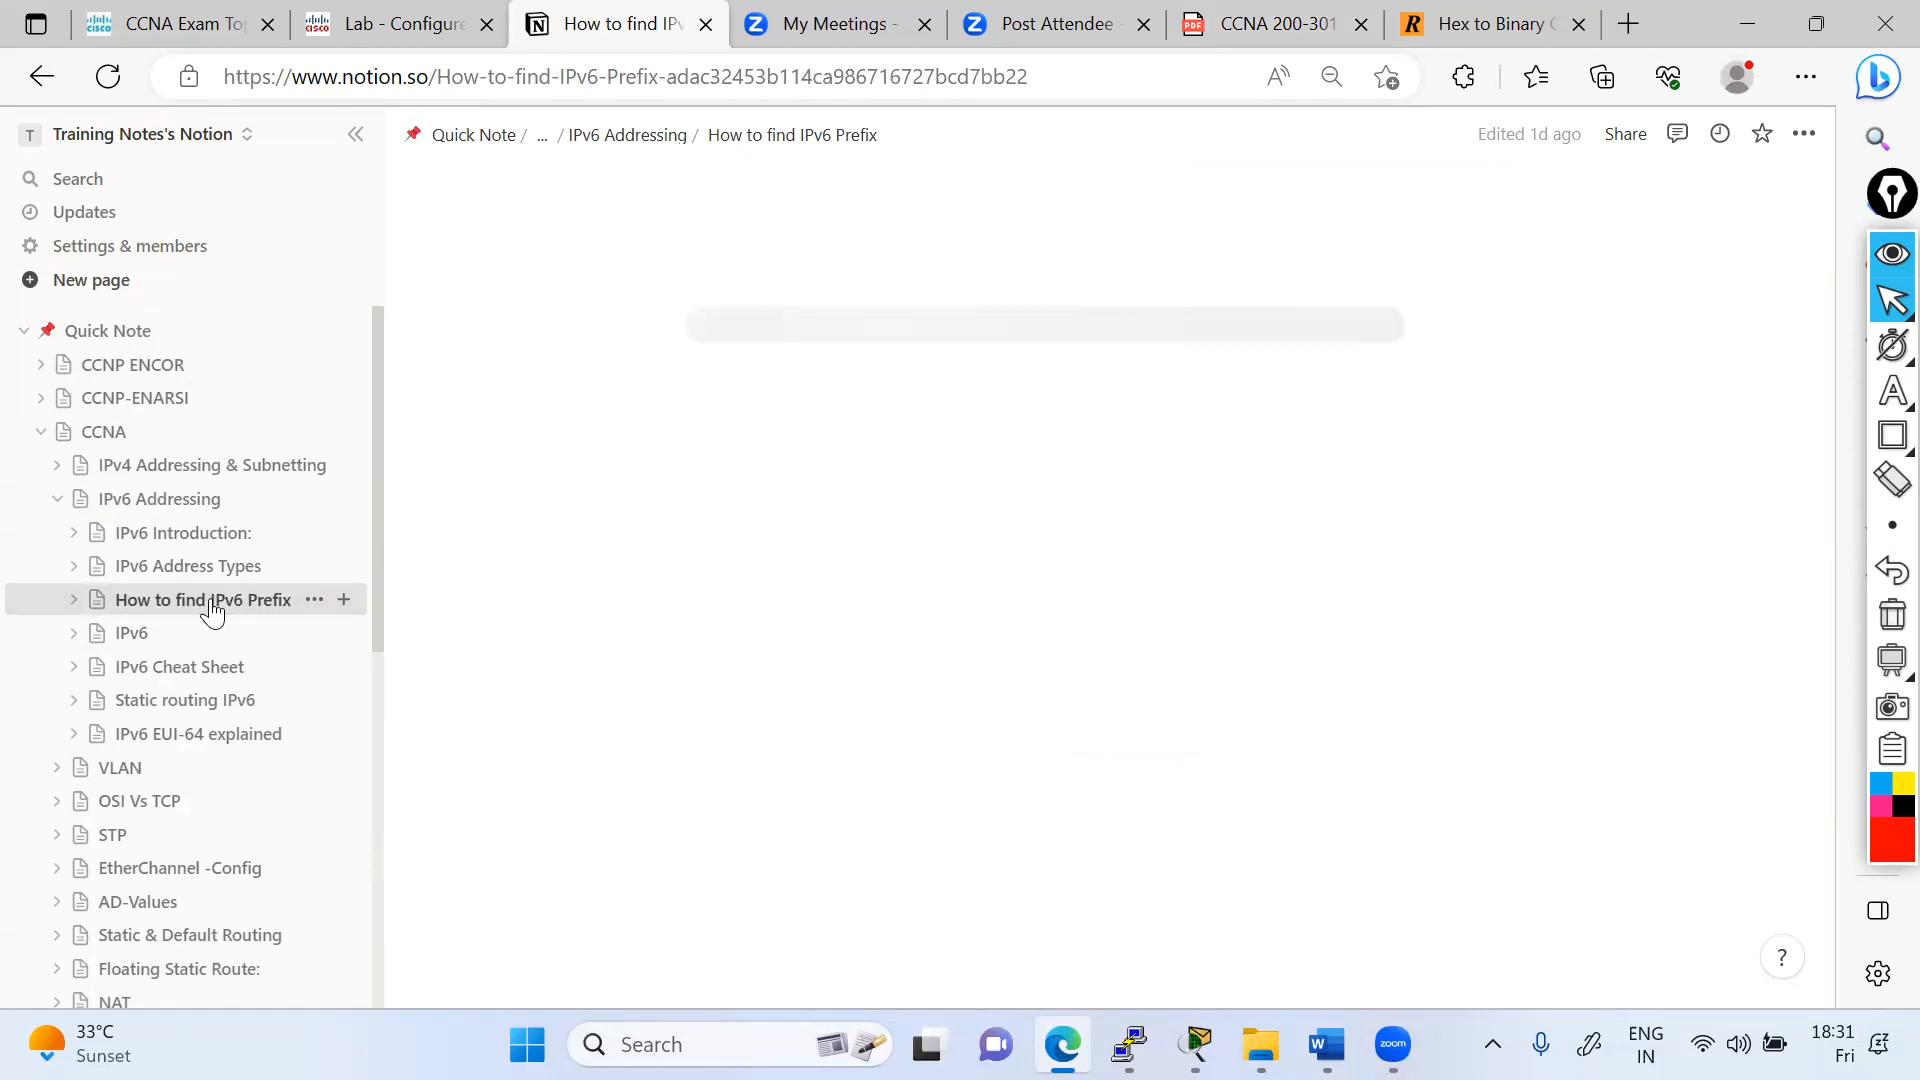 CCNA Exam To
Lab - Configure
How to find IPv
My Meetings -
Post Attendee -
CCNA 200-301
Hex to Binary C
https://www.notion.so/How-to-find-IPv6-Prefix-adac32453b114ca986716727bcd7bb22
T Training Notes's Notion
Quick Note / ... / IPv6 Addressing / How to find IPv6 Prefix
Edited 1d ago
Share
Search
Updates
Settings & members
New page
Quick Note
CCNP ENCOR
CCNP-ENARSI
CCNA
IPv4 Addressing & Subnetting
IPv6 Addressing
IPv6 Introduction:
IPv6 Address Types
How to find IPv6 Prefix
IPv6
IPv6 Cheat Sheet
Static routing IPv6
IPv6 EUI-64 explained
VLAN
OSI Vs TCP
STP
EtherChannel -Config
AD-Values
Static & Default Routing
Floating Static Route:
NAT
?
33°C
Sunset
Search
zoom
ENG
IN
18:31
Fri